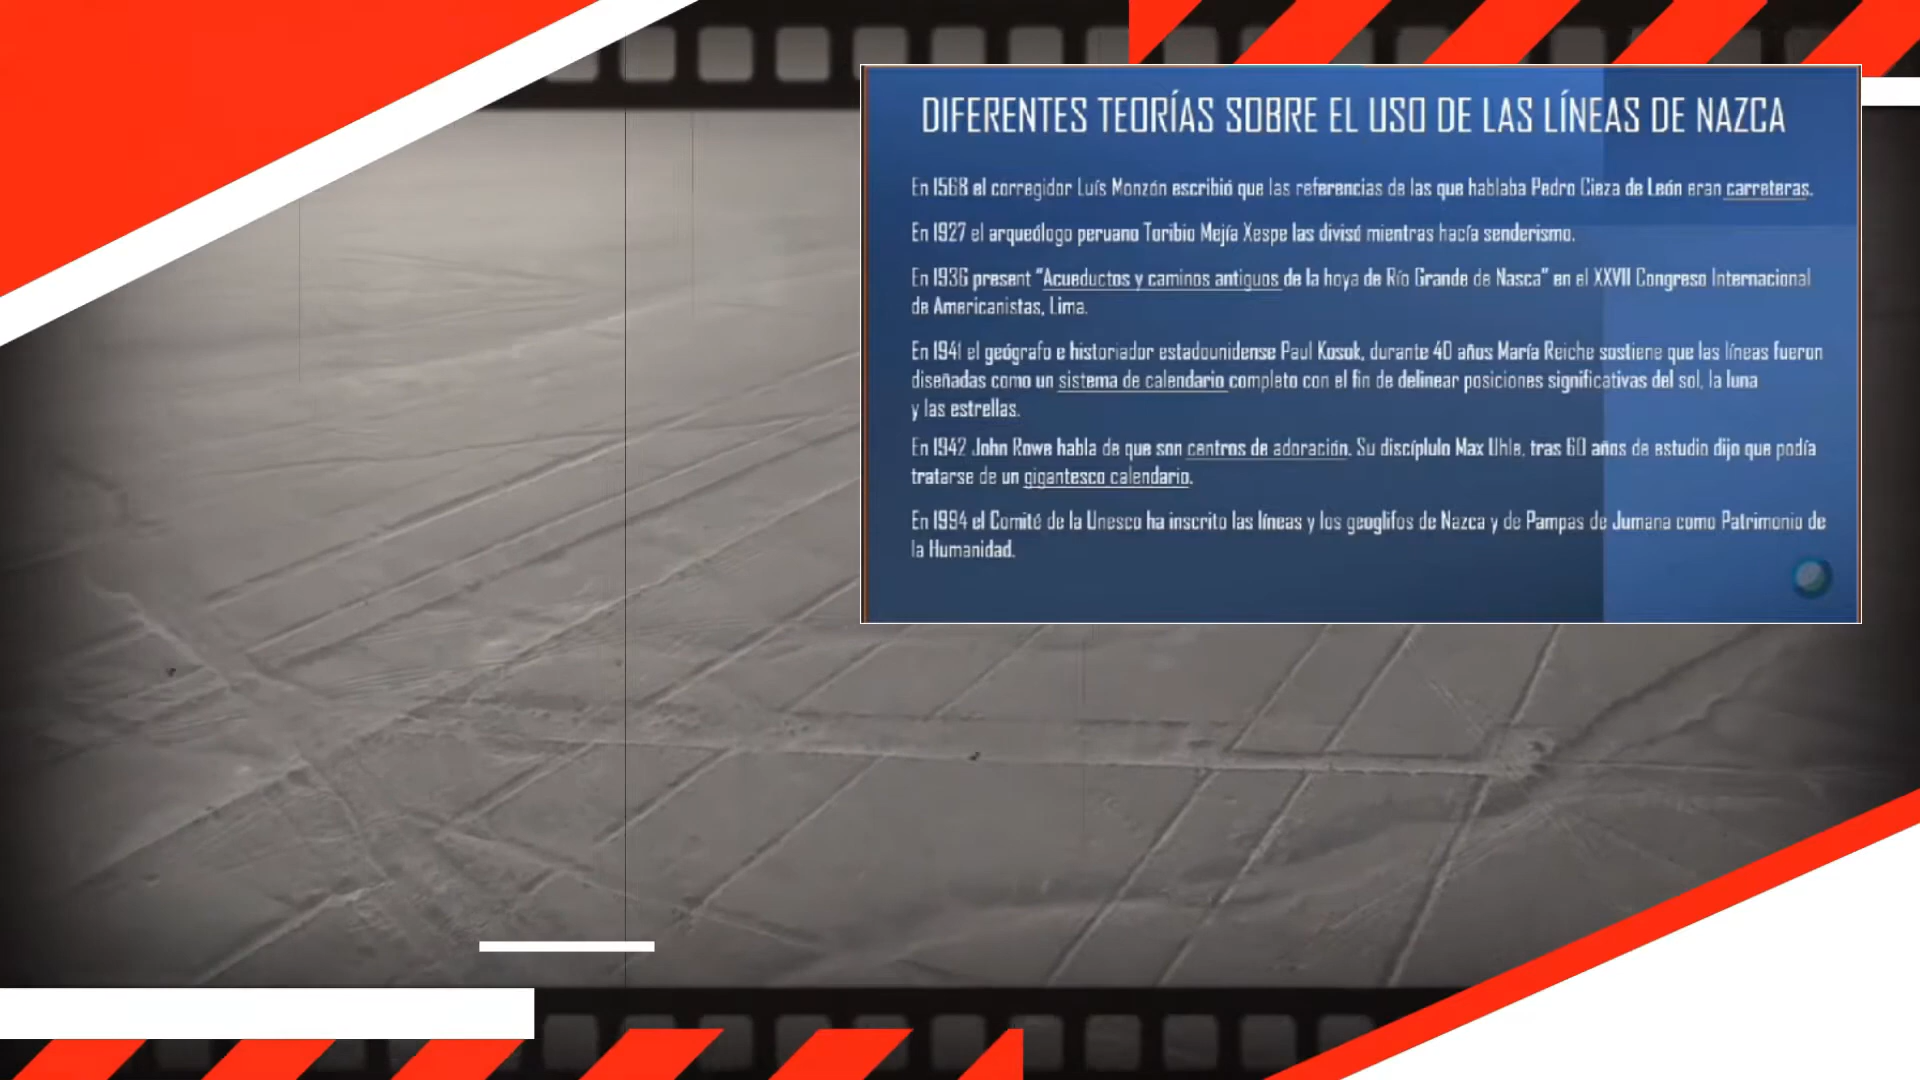 DIFERENTES TEORÍAS SOBRE EL USO DE LAS LÍNEAS DE NAZCA
En 1568 el corregidor Luís Monzón escribió que las referencias de las que hablaba Pedro Cieza de León eran carreteras.
En 1927 el arqueólogo peruano Toribio Mejía Xespe las divisó mientras hacía senderismo.
En 1936 present “Acueductos y caminos antiguos de la hoya de Río Grande de Nasca” en el XXVII Congreso Internacional
de Americanistas, Lima.
En 1941 el geógrafo e historiador estadounidense Paul Kosok, durante 40 años María Reiche sostiene que las líneas fueron
diseñadas como un sistema de calendario completo con el fin de delinear posiciones significativas del sol, la luna
y las estrellas.
En 1942 John Rowe habla de que son centros de adoración. Su discíplulo Max Uhle, tras 60 años de estudio dijo que podía
tratarse de un gigantesco calendario.
En 1994 el Comité de la Unesco ha inscrito las líneas y los geoglifos de Nazca y de Pampas de Jumana como Patrimonio de
la Humanidad.